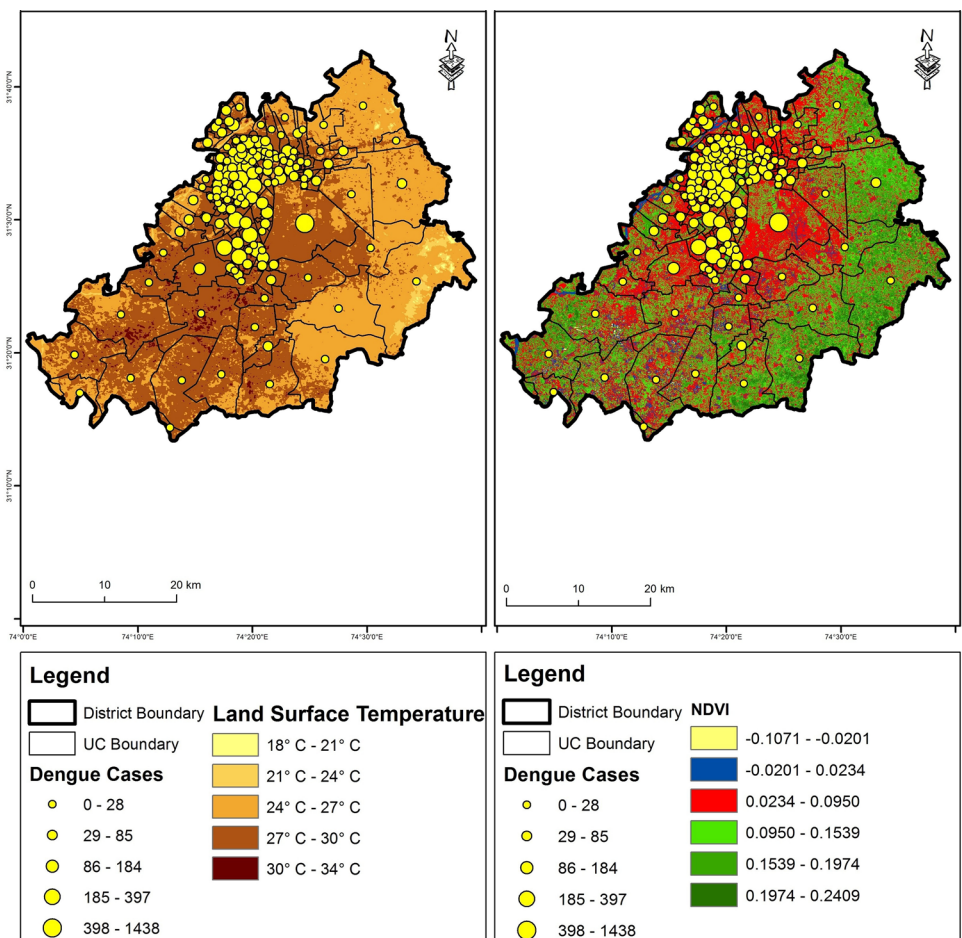 N
N
31°40'0"N
31°30'0"N
31°20'0"N
31°10'0"N
0 10 20 km
0 10 20 km
74°0'0"E 74°10'0"E 74°20'0"E 74°30'0"E
74°10'0"E 74°20'0"E 74°30'0"E
Legend
District Boundary
UC Boundary
Dengue Cases
0 - 28
29 - 85
86 - 184
185 - 397
398 - 1438
Land Surface Temperature
18° C - 21° C
21° C - 24° C
24° C - 27° C
27° C - 30° C
30° C - 34° C
Legend
District Boundary
UC Boundary
Dengue Cases
0 - 28
29 - 85
86 - 184
185 - 397
398 - 1438
NDVI
-0.1071 - -0.0201
-0.0201 - 0.0234
0.0234 - 0.0950
0.0950 - 0.1539
0.1539 - 0.1974
0.1974 - 0.2409